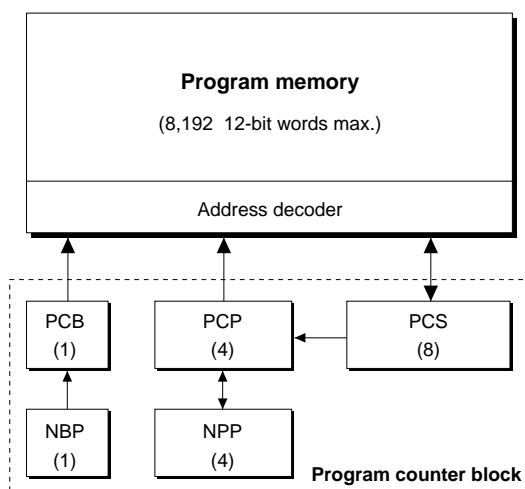 Program memory
(8,192 12-bit words max.)
Address decoder
PCB
(1)
PCP
(4)
PCS
(8)
NBP
(1)
NPP
(4)
Program counter block